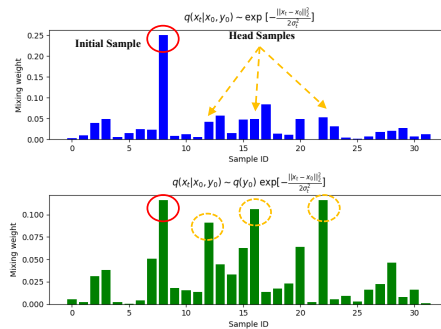 q(x_t|x_0, y_0) ~ exp [-\frac{||x_t - x_0||_2^2}{2σ_t^2}]
Initial Sample
Head Samples
Mixing weight
0.25
0.20
0.15
0.10
0.05
0.00
0 5 10 15 20 25 30
Sample ID
q(x_t|x_0, y_0) ~ q(y_0) exp[-\frac{||x_t - x_0||_2^2}{2σ_t^2}]
Mixing weight
0.100
0.075
0.050
0.025
0.000
0 5 10 15 20 25 30
Sample ID